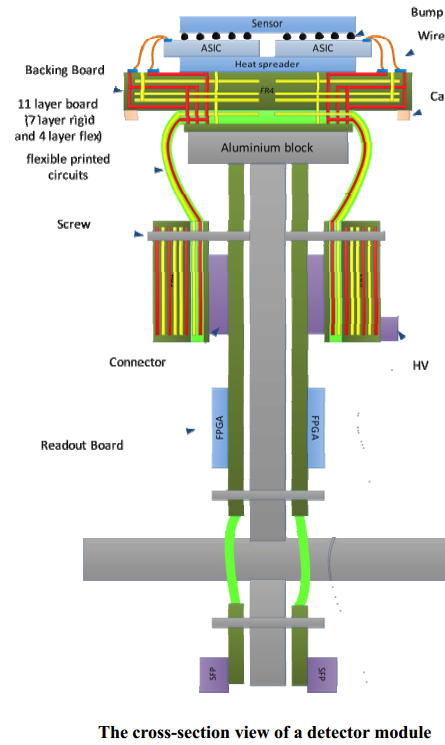 Sensor
Bump
Wire
ASIC
ASIC
Heat spreader
Backing Board
FR4
Ca
11 layer board
(7 layer rigid
and 4 layer flex)
flexible printed
circuits
Aluminium block
Screw
Connector
HV
FPGA
FPGA
Readout Board
SFP
SFP
The cross-section view of a detector module